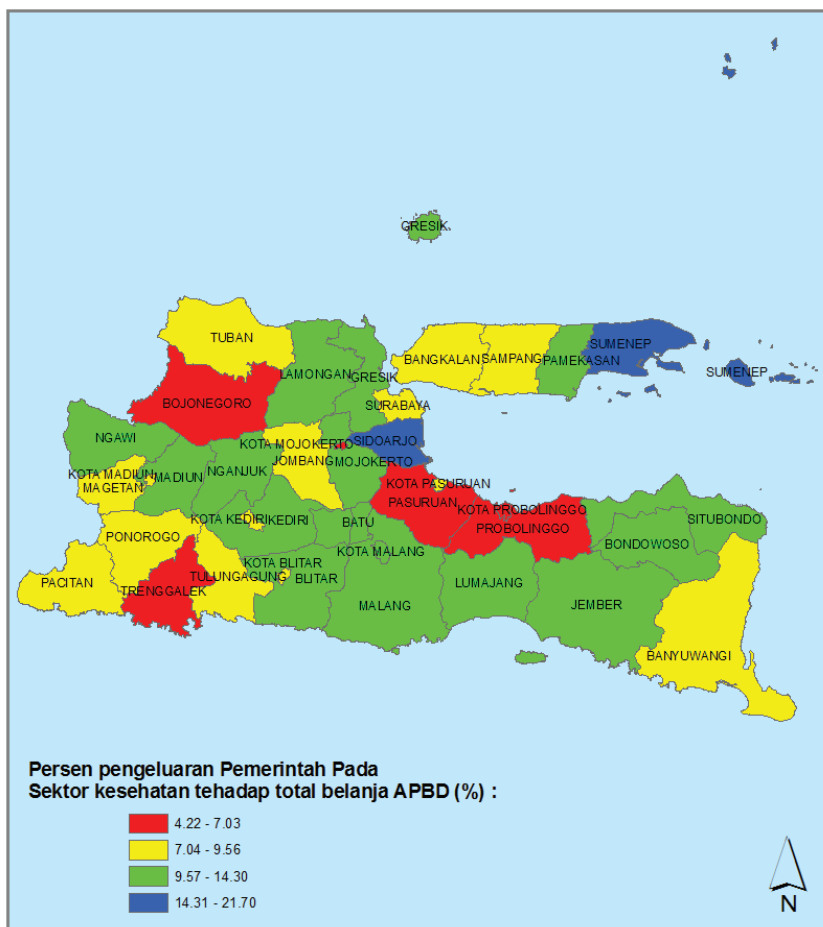 GRESIK
TUBAN
LAMONGAN
GRESIK
BANGKALAN
SAMPANG
PAMEKASAN
SUMENEP
SUMENEP
BOJONEGORO
SURABAYA
NGAWI
KOTA MOJOKERTO
SIDOARJO
KOTA MADIUN
MADIUN
NGANJUK
JOMBANG
MOJOKERTO
MAGETAN
KOTA PASURUAN
PASURUAN
KOTA PROBOLINGGO
PROBOLINGGO
SITUBONDO
KOTA KEDIRI
KEDIRI
BATU
PONOROGO
BONDOWOSO
KOTA MALANG
KOTA BLITAR
PACITAN
TRENGGALEK
TULUNGAGUNG
BLITAR
LUMAJANG
MALANG
JEMBER
BANYUWANGI
Persen pengeluaran Pemerintah Pada
Sektor kesehatan tehadap total belanja APBD (%) :
4.22 - 7.03
7.04 - 9.56
9.57 - 14.30
14.31 - 21.70
N